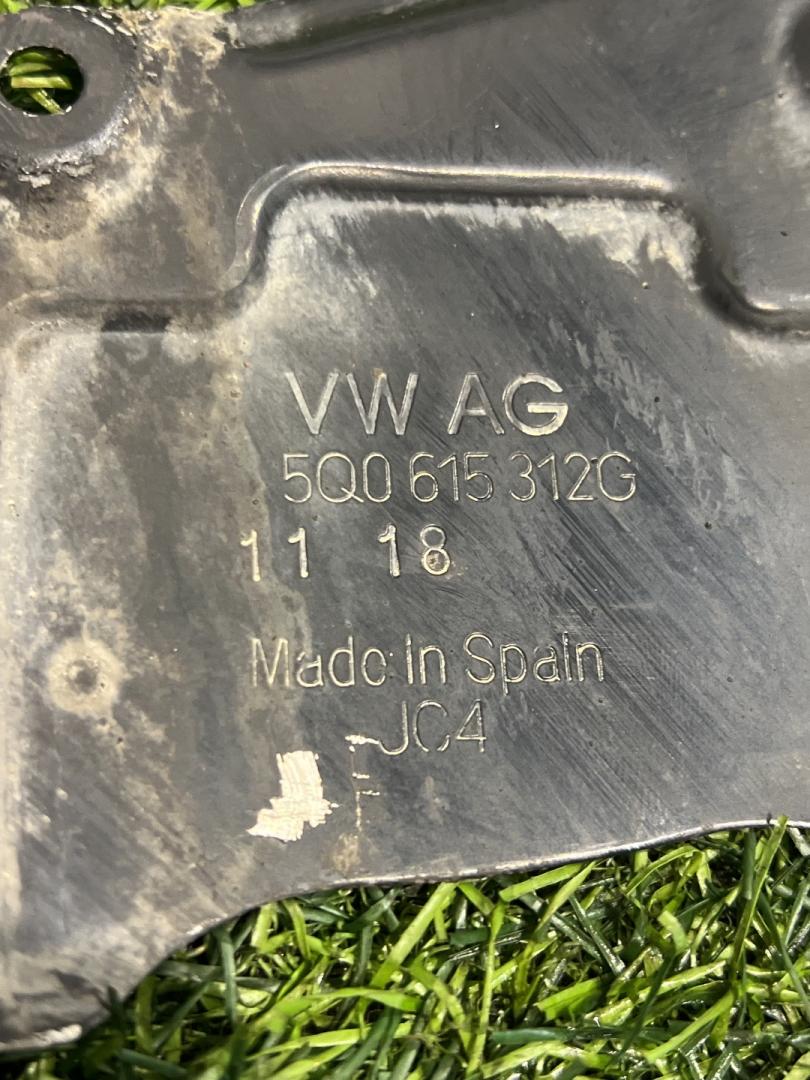 VW AG
5Q0 615 312G
11 18
Made In Spain
JC4